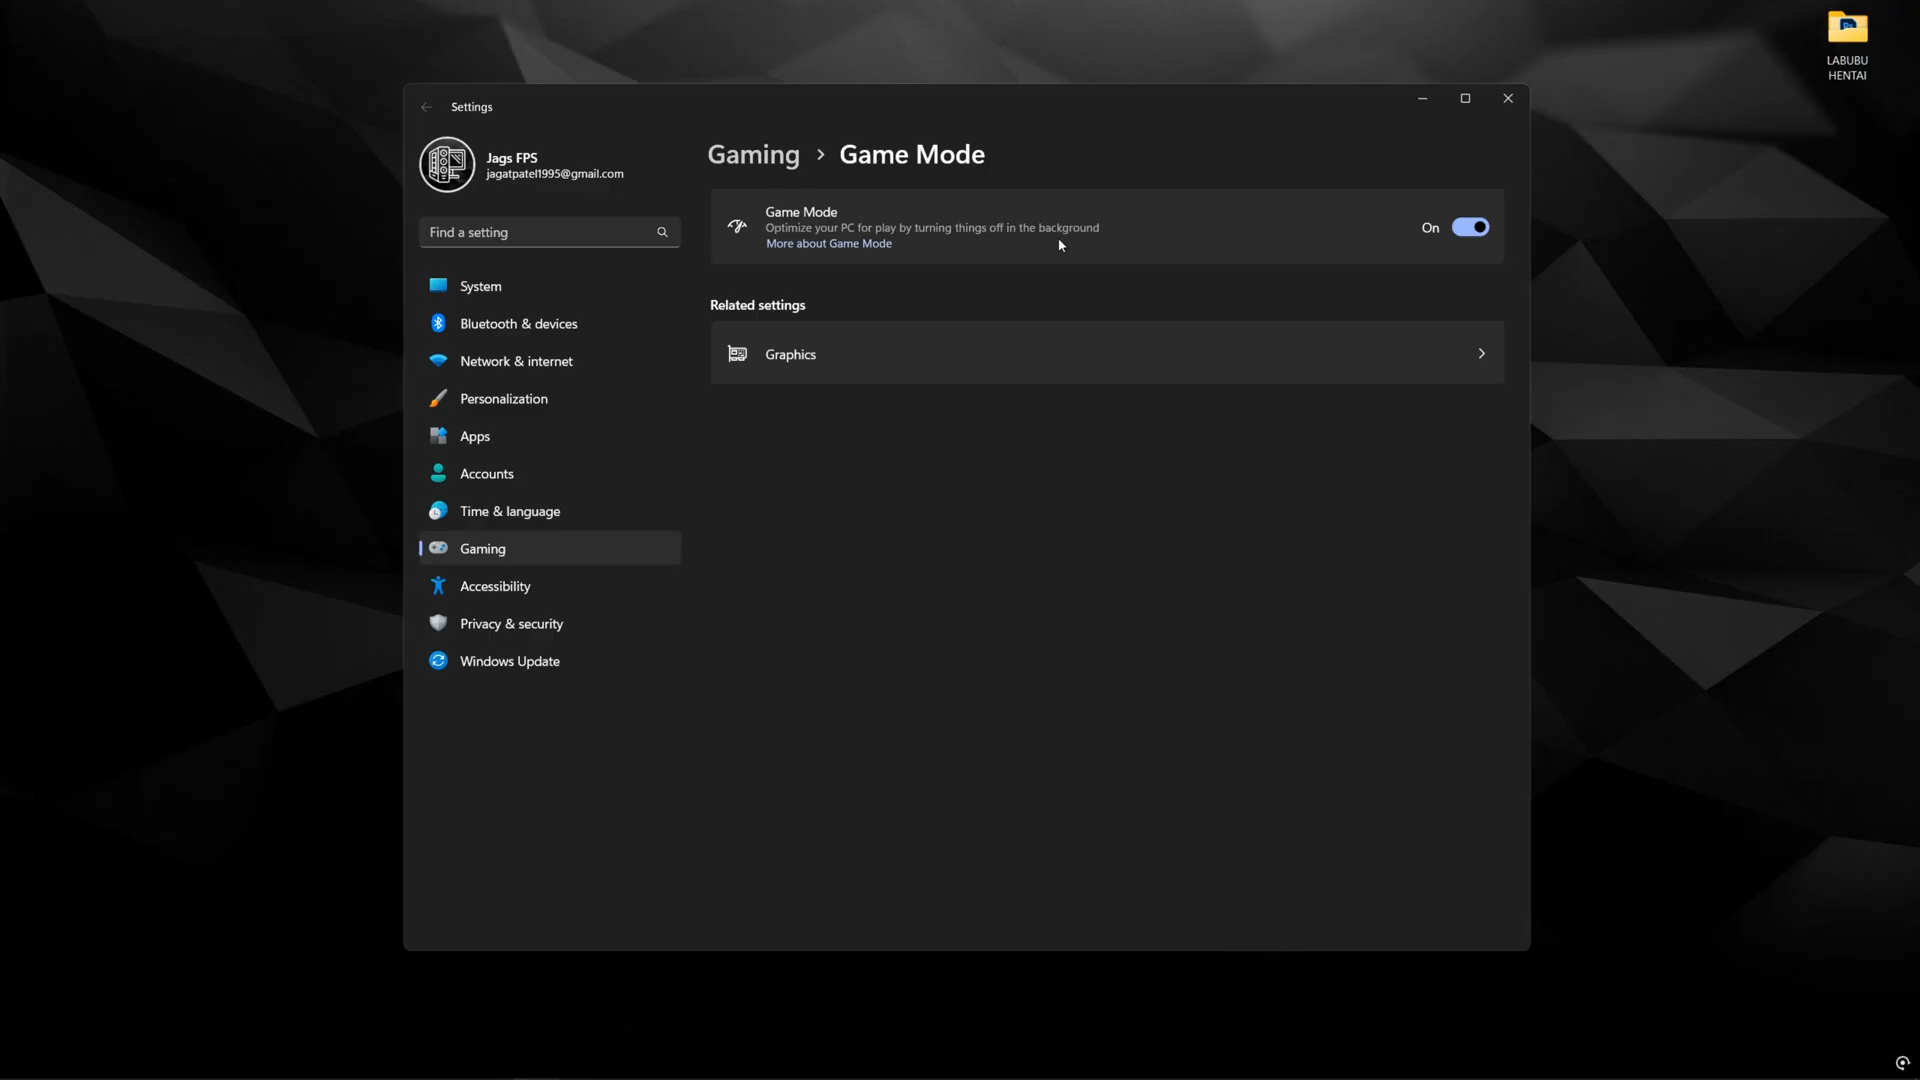 LABUBU
HENTAI
Settings
Jags FPS
jagatpatel1995@gmail.com
Find a setting
System
Bluetooth & devices
Network & internet
Personalization
Apps
Accounts
Time & language
Gaming
Accessibility
Privacy & security
Windows Update
Gaming > Game Mode
Game Mode
Optimize your PC for play by turning things off in the background
More about Game Mode
On
Related settings
Graphics